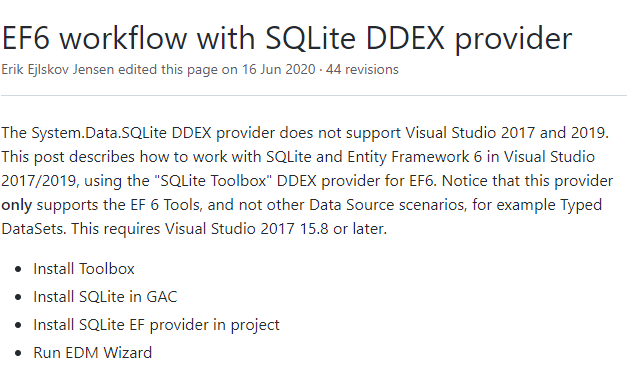 EF6 workflow with SQLite DDEX provider
Erik Ejlskov Jensen edited this page on 16 Jun 2020 · 44 revisions
The System.Data.SQLite DDEX provider does not support Visual Studio 2017 and 2019.
This post describes how to work with SQLite and Entity Framework 6 in Visual Studio
2017/2019, using the "SQLite Toolbox" DDEX provider for EF6. Notice that this provider
only supports the EF 6 Tools, and not other Data Source scenarios, for example Typed
DataSets. This requires Visual Studio 2017 15.8 or later.
• Install Toolbox
• Install SQLite in GAC
• Install SQLite EF provider in project
• Run EDM Wizard